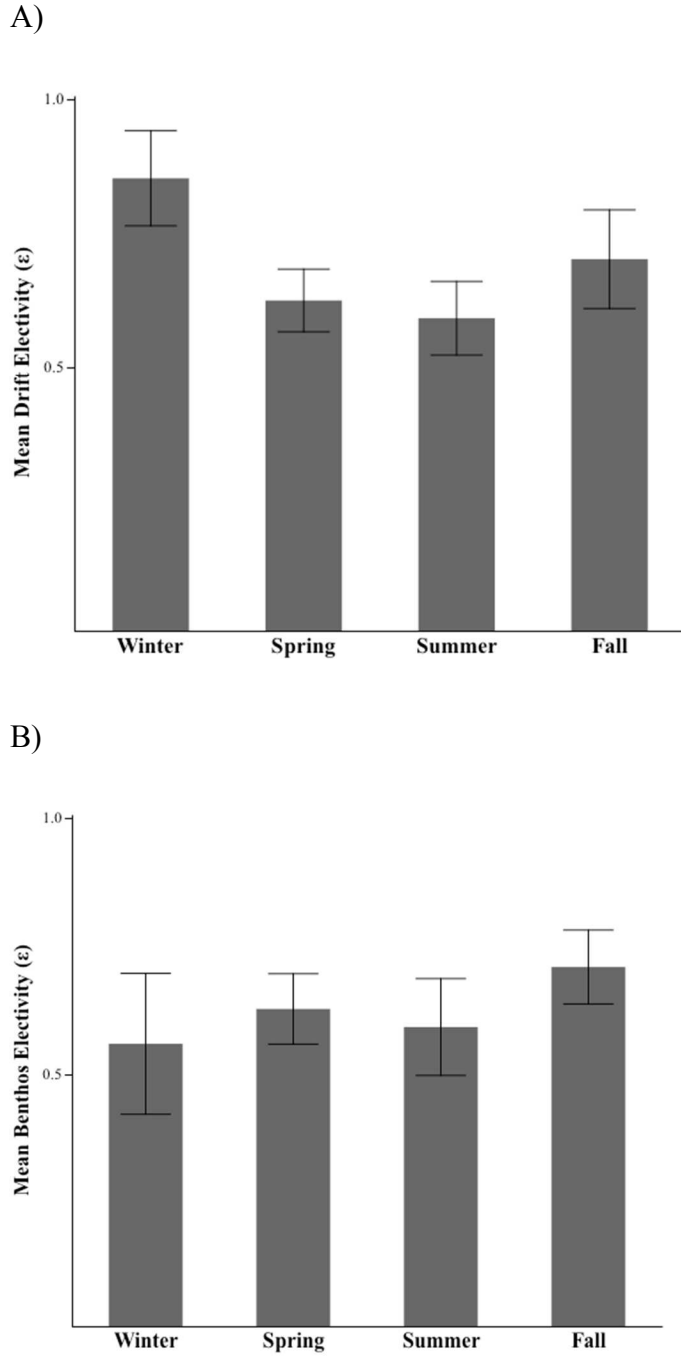 A)
1.0
Mean Drift Electivity (ε)
0.5
Winter Spring Summer Fall
B)
1.0
Mean Benthos Electivity (ε)
0.5
Winter Spring Summer Fall